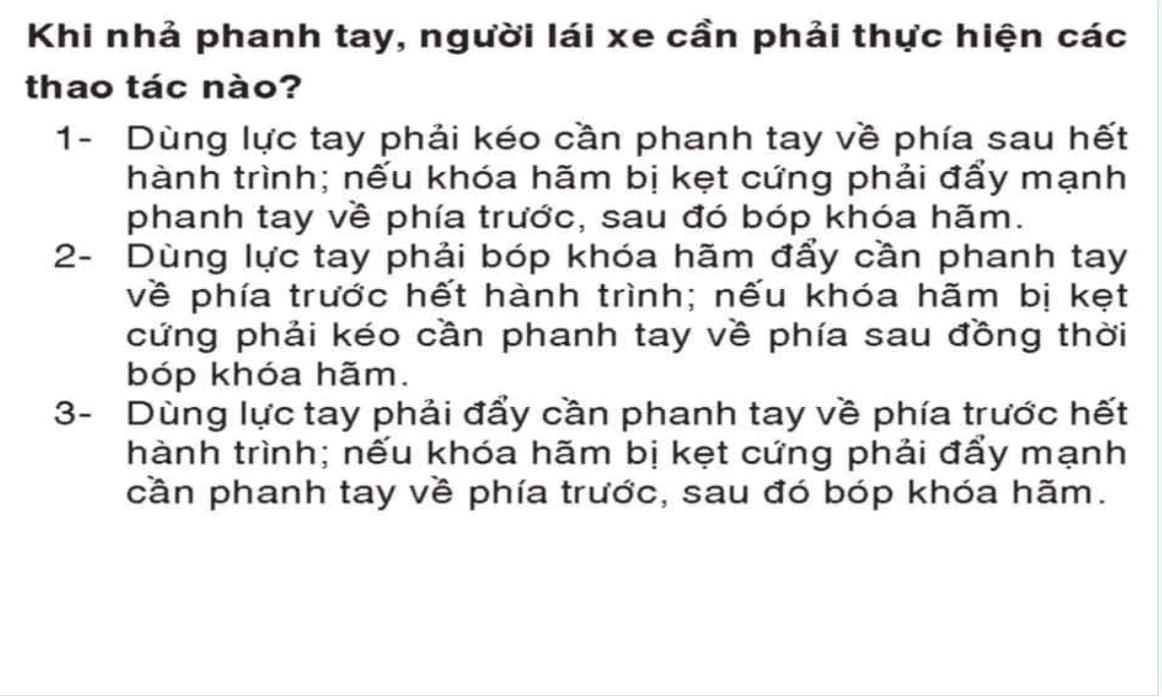 Khi nhả phanh tay, người lái xe cần phải thực hiện các
thao tác nào?
1- Dùng lực tay phải kéo cần phanh tay về phía sau hết
hành trình; nếu khóa hãm bị kẹt cứng phải đẩy mạnh
phanh tay về phía trước, sau đó bóp khóa hãm.
2- Dùng lực tay phải bóp khóa hãm đẩy cần phanh tay
về phía trước hết hành trình; nếu khóa hãm bị kẹt
cứng phải kéo cần phanh tay về phía sau đồng thời
bóp khóa hãm.
3- Dùng lực tay phải đẩy cần phanh tay về phía trước hết
hành trình; nếu khóa hãm bị kẹt cứng phải đẩy mạnh
cần phanh tay về phía trước, sau đó bóp khóa hãm.